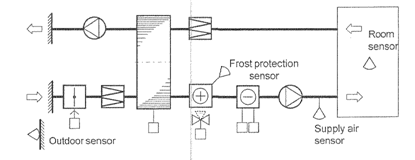 Room
sensor
Frost protection
sensor
Outdoor sensor
Supply air
sensor